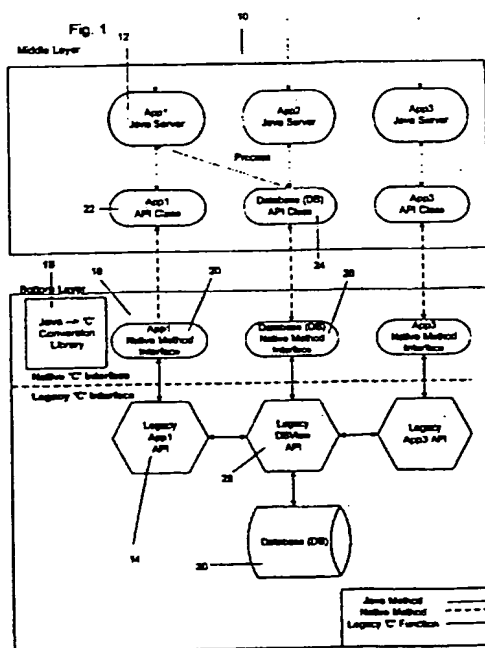 Fig. 1
10
12
Middle Layer
App1
Java Server
App2
Java Server
App3
Java Server
Process
22
App1
API Class
Database (DB)
API Class
App3
API Class
24
18
Bottom Layer
18
20
26
Java --> 'C'
Conversion
Library
App1
Native Method
Interface
Database (DB)
Native Method
Interface
App3
Native Method
Interface
Native 'C' Interface
Legacy 'C' Interface
Legacy
App1
API
Legacy
DBView
API
Legacy
App3 API
28
14
Database (DB)
30
Java Method
Native Method
Legacy 'C' Function